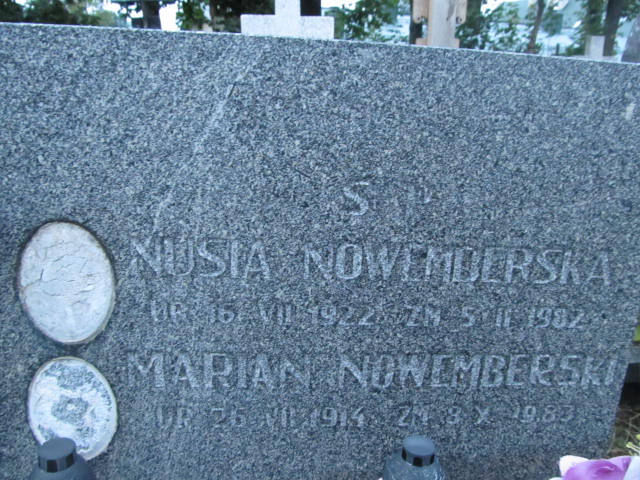 S P
NUSIA NOWEMBERSKA
UR 16 VII 1922 ZM 5 II 1982
MARIAN NOWEMBERSKI
UR 26 VII 1914 ZM 8 X 1983